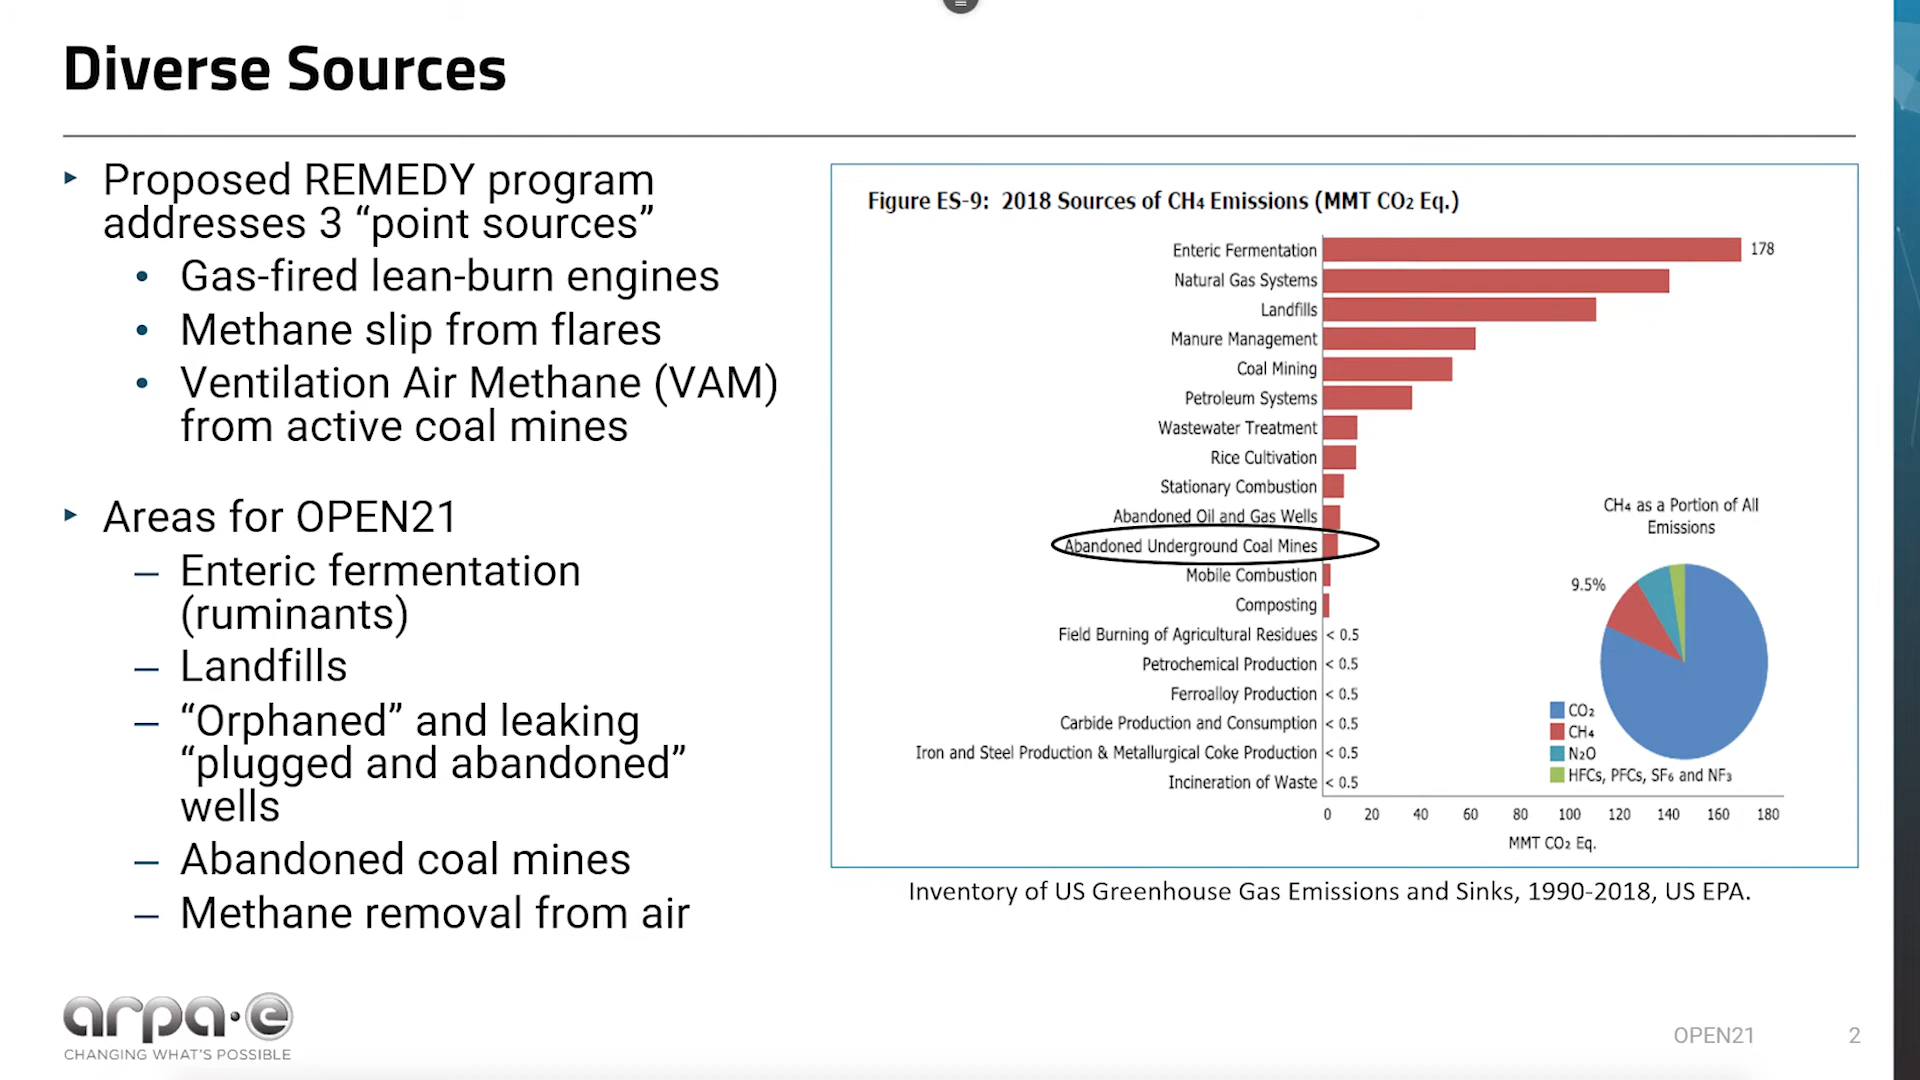 Diverse Sources
Proposed REMEDY program
addresses 3 “point sources”
Gas-fired lean-burn engines
Methane slip from flares
Ventilation Air Methane (VAM)
from active coal mines
Areas for OPEN21
Enteric fermentation
(ruminants)
Landfills
“Orphaned” and leaking
“plugged and abandoned”
wells
Abandoned coal mines
Methane removal from air
Figure ES-9: 2018 Sources of CH₄ Emissions (MMT CO₂ Eq.)
Enteric Fermentation 178
Natural Gas Systems
Landfills
Manure Management
Coal Mining
Petroleum Systems
Wastewater Treatment
Rice Cultivation
Stationary Combustion
Abandoned Oil and Gas Wells
Abandoned Underground Coal Mines
Mobile Combustion
Composting
Field Burning of Agricultural Residues < 0.5
Petrochemical Production < 0.5
Ferroalloy Production < 0.5
Carbide Production and Consumption < 0.5
Iron and Steel Production & Metallurgical Coke Production < 0.5
Incineration of Waste < 0.5
0 20 40 60 80 100 120 140 160 180
MMT CO₂ Eq.
CH₄ as a Portion of All
Emissions
9.5%
CO₂
CH₄
N₂O
HFCs, PFCs, SF₆ and NF₃
Inventory of US Greenhouse Gas Emissions and Sinks, 1990-2018, US EPA.
arpa·e
CHANGING WHAT'S POSSIBLE
OPEN21 2